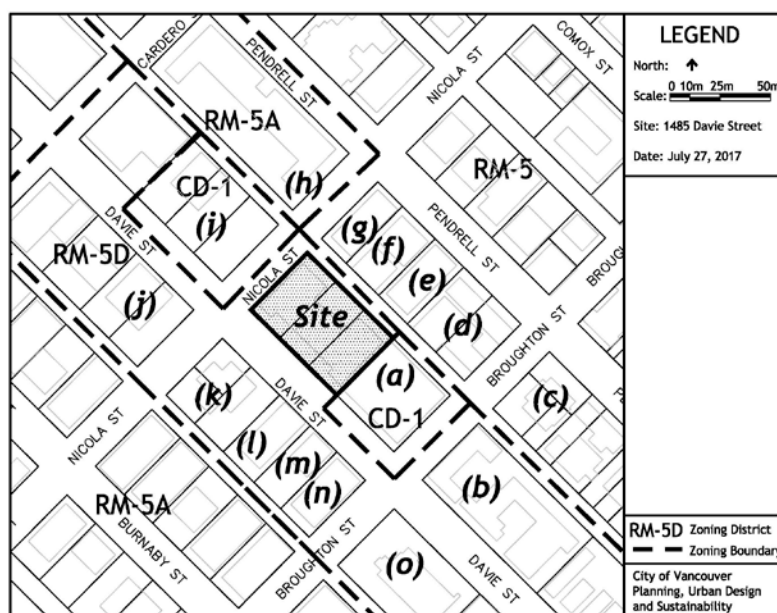 CARDERO ST
PENDRELL ST
COMOX ST
NICOLA ST
RM-5A
RM-5
(h)
CD-1
(i)
DAVIE ST
RM-5D
(j)
(g)
(f)
(e)
(d)
PENDRELL ST
BROUGHTON ST
BROUG
NICOLA ST
Site
(a)
CD-1
(c)
P
(k)
DAVIE ST
(l)
(m)
(n)
(b)
NICOLA ST
RM-5A
BURNABY ST
BROUGHTON ST
(o)
DAVIE ST
LEGEND
North:
Scale: 0 10m 25m 50m
Site: 1485 Davie Street
Date: July 27, 2017
RM-5D Zoning District
Zoning Boundary
City of Vancouver
Planning, Urban Design
and Sustainability